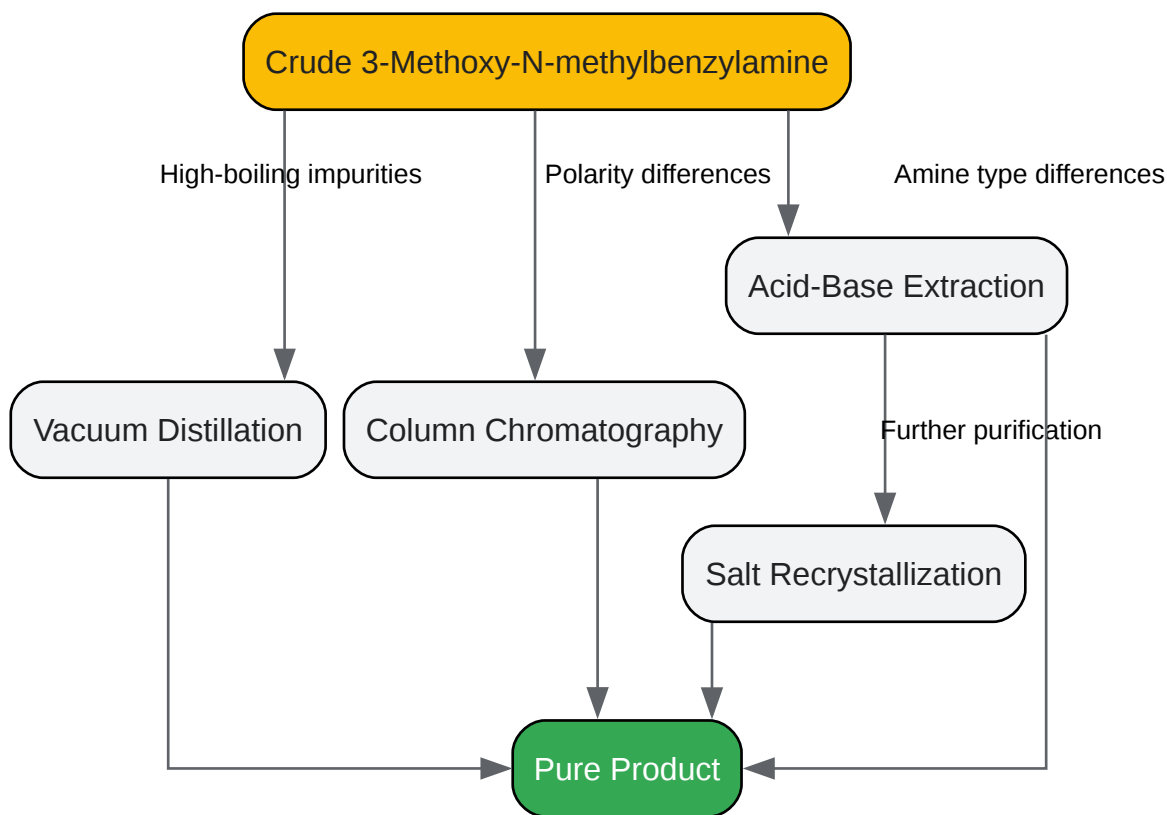 Crude 3-Methoxy-N-methylbenzylamine
High-boiling impurities
Polarity differences
Amine type differences
Acid-Base Extraction
Vacuum Distillation
Column Chromatography
Further purification
Salt Recrystallization
Pure Product